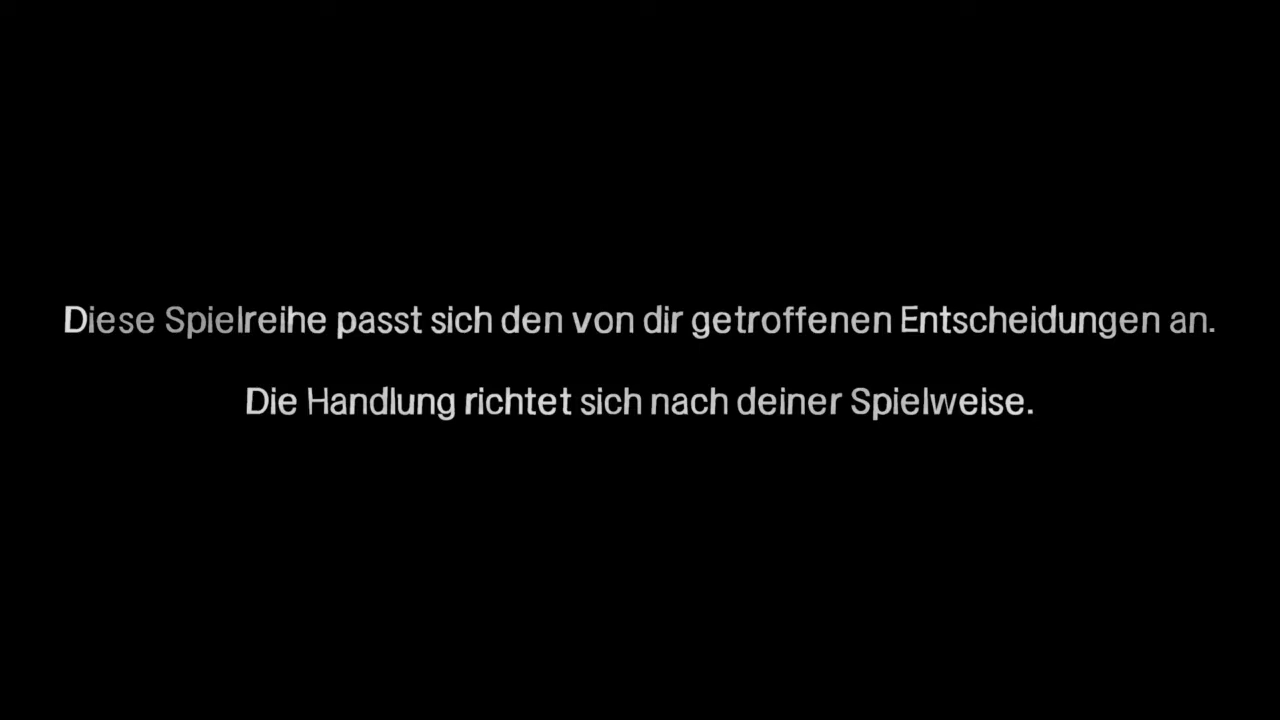 Diese Spielreihe passt sich den von dir getroffenen Entscheidungen an.
Die Handlung richtet sich nach deiner Spielweise.